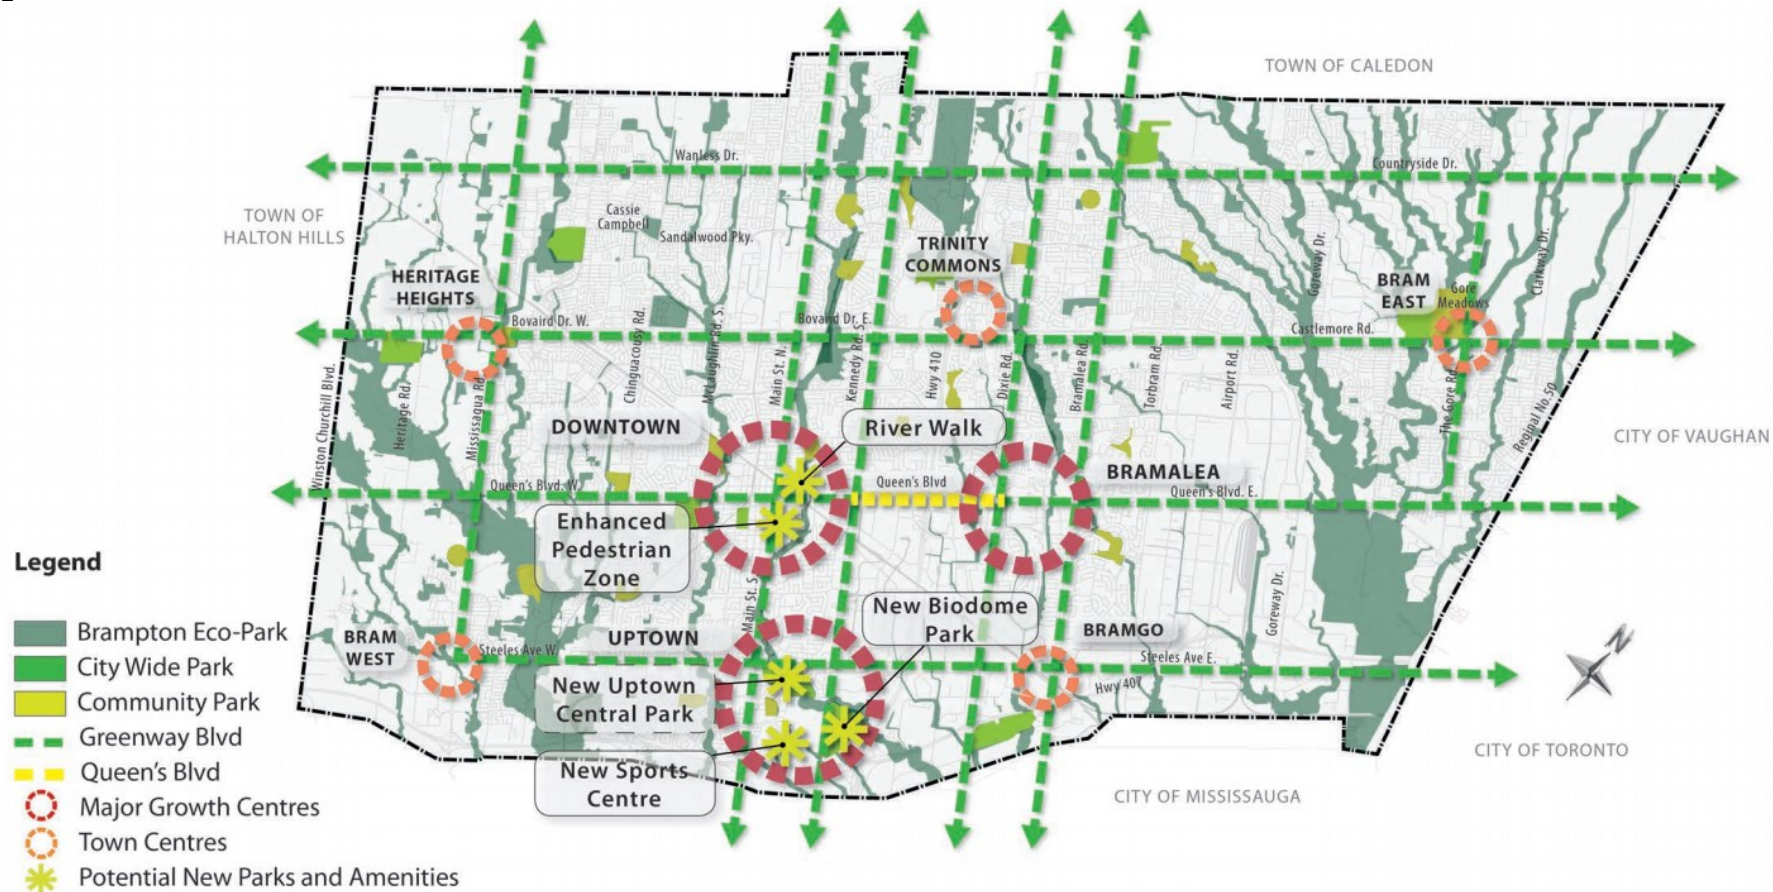 TOWN OF CALEDON
Wanless Dr.
Countryside Dr.
TOWN OF
HALTON HILLS
Cassie
Campbell
Sandalwood Pky.
TRINITY
COMMONS
Goreway Dr.
Clarkway Dr.
HERITAGE
HEIGHTS
BRAM
EAST
Gore
Meadows
Bovaird Dr. W.
Bovaird Dr. E.
Castlemore Rd.
Winston Churchill Blvd.
Heritage Rd.
Mississagua Rd.
Chinguacousy Rd.
McLaughlin Rd. S.
Main St. N.
Kennedy Rd. S.
Hwy 410
Dixie Rd.
Bramalea Rd.
Torbram Rd.
Airport Rd.
The Gore Rd.
Reginal No.50
DOWNTOWN
River Walk
CITY OF VAUGHAN
BRAMALEA
Queen's Blvd. W.
Queen's Blvd
Queen's Blvd. E.
Enhanced
Pedestrian
Zone
Legend
Brampton Eco-Park
City Wide Park
Community Park
Greenway Blvd
Queen's Blvd
Major Growth Centres
Town Centres
Potential New Parks and Amenities
Main St. S.
New Biodome
Park
Goreway Dr.
BRAM
WEST
UPTOWN
BRAMGO
Steeles Ave W.
Steeles Ave E.
N
New Uptown
Central Park
Hwy 407
New Sports
Centre
CITY OF TORONTO
CITY OF MISSISSAUGA